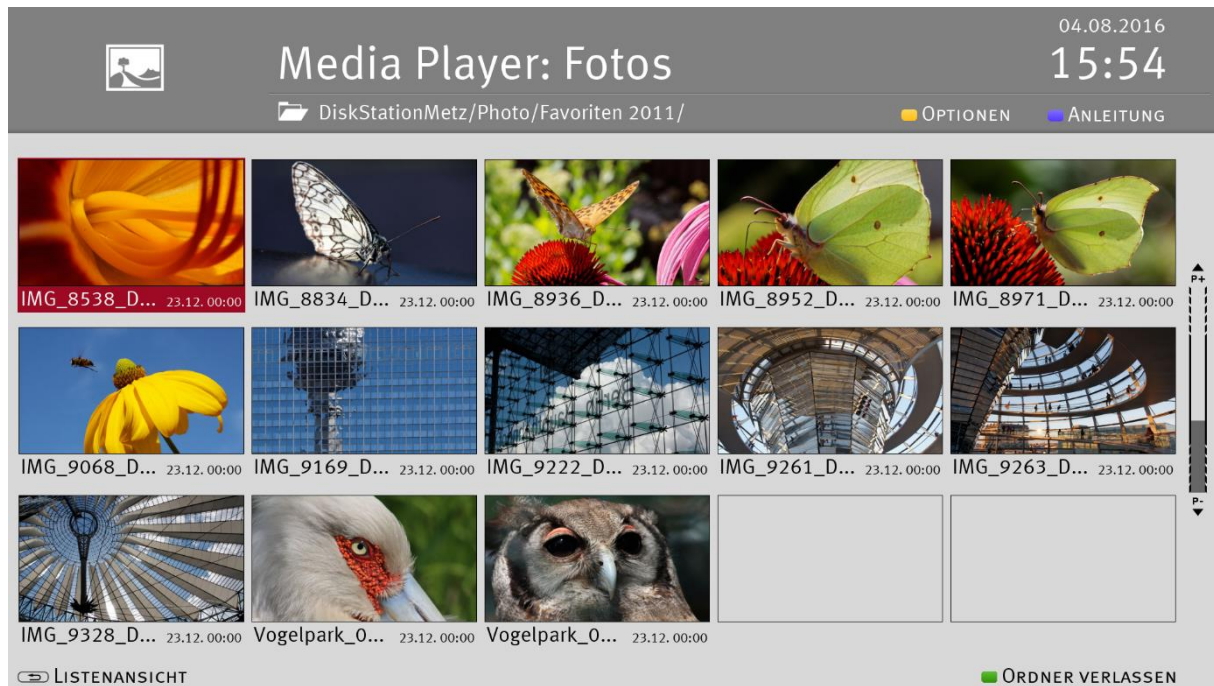 04.08.2016
Media Player: Fotos
15:54
DiskStationMetz/Photo/Favoriten 2011/
OPTIONEN
ANLEITUNG
IMG_8538_D... 23.12. 00:00
IMG_8834_D... 23.12. 00:00
IMG_8936_D... 23.12. 00:00
IMG_8952_D... 23.12. 00:00
IMG_8971_D... 23.12. 00:00
P+
IMG_9068_D... 23.12. 00:00
IMG_9169_D... 23.12. 00:00
IMG_9222_D... 23.12. 00:00
IMG_9261_D... 23.12. 00:00
IMG_9263_D... 23.12. 00:00
P-
IMG_9328_D... 23.12. 00:00
Vogelpark_0... 23.12. 00:00
Vogelpark_0... 23.12. 00:00
LISTENANSICHT
ORDNER VERLASSEN